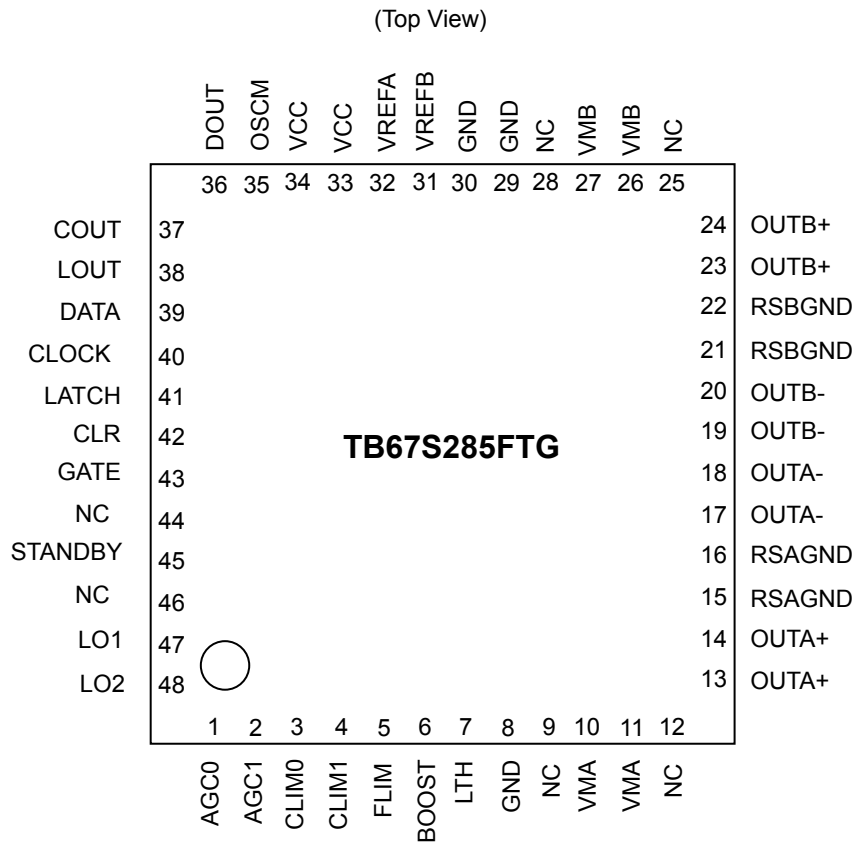 (Top View)
DOUT OSCM VCC VCC VREFA VREFB GND GND NC VMB VMB NC
36 35 34 33 32 31 30 29 28 27 26 25
COUT 37
LOUT 38
DATA 39
CLOCK 40
LATCH 41
CLR 42
GATE 43
NC 44
STANDBY 45
NC 46
LO1 47
LO2 48
TB67S285FTG
24 OUTB+
23 OUTB+
22 RSBGND
21 RSBGND
20 OUTB-
19 OUTB-
18 OUTA-
17 OUTA-
16 RSAGND
15 RSAGND
14 OUTA+
13 OUTA+
1 2 3 4 5 6 7 8 9 10 11 12
AGC0 AGC1 CLIM0 CLIM1 FLIM BOOST LTH GND NC VMA VMA NC